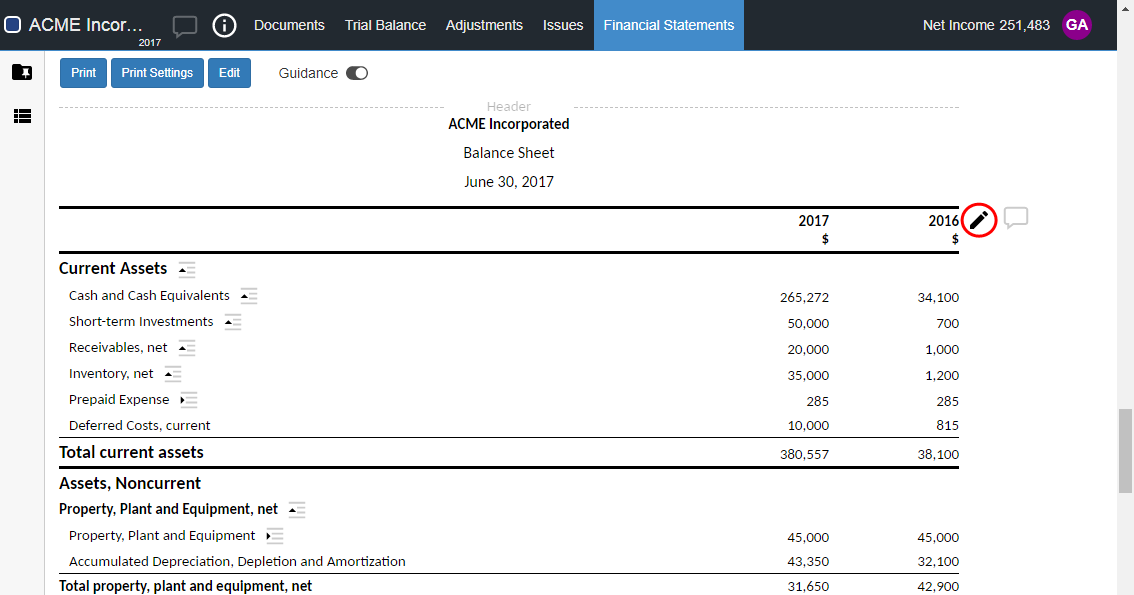 ACME Incor... Documents Trial Balance Adjustments Issues Financial Statements Net Income 251,483 GA
2017
Print Print Settings Edit Guidance
Header
ACME Incorporated
Balance Sheet
June 30, 2017
2017 2016
$ $
Current Assets
Cash and Cash Equivalents 265,272 34,100
Short-term Investments 50,000 700
Receivables, net 20,000 1,000
Inventory, net 35,000 1,200
Prepaid Expense 285 285
Deferred Costs, current 10,000 815
Total current assets 380,557 38,100
Assets, Noncurrent
Property, Plant and Equipment, net
Property, Plant and Equipment 45,000 45,000
Accumulated Depreciation, Depletion and Amortization 43,350 32,100
Total property, plant and equipment, net 31,650 42,900